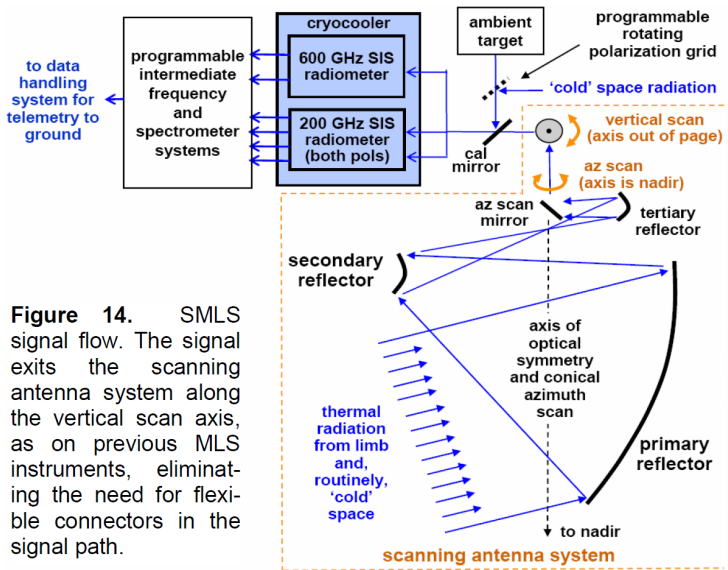 cryocooler
ambient
target
programmable
rotating
polarization grid
to data
handling
system for
telemetry to
ground
programmable
intermediate
frequency
and
spectrometer
systems
600 GHz SIS
radiometer
200 GHz SIS
radiometer
(both pols)
‘cold’ space
radiation
cal
mirror
vertical scan
(axis out of page)
az scan
(axis is nadir)
az scan
mirror
tertiary
reflector
secondary
reflector
axis of
optical
symmetry
and conical
azimuth
scan
primary
reflector
thermal
radiation
from limb
and,
routinely,
‘cold’
space
to nadir
scanning antenna system
Figure 14. SMLS
signal flow. The signal
exits the scanning
antenna system along
the vertical scan axis,
as on previous MLS
instruments, eliminat-
ing the need for flexi-
ble connectors in the
signal path.